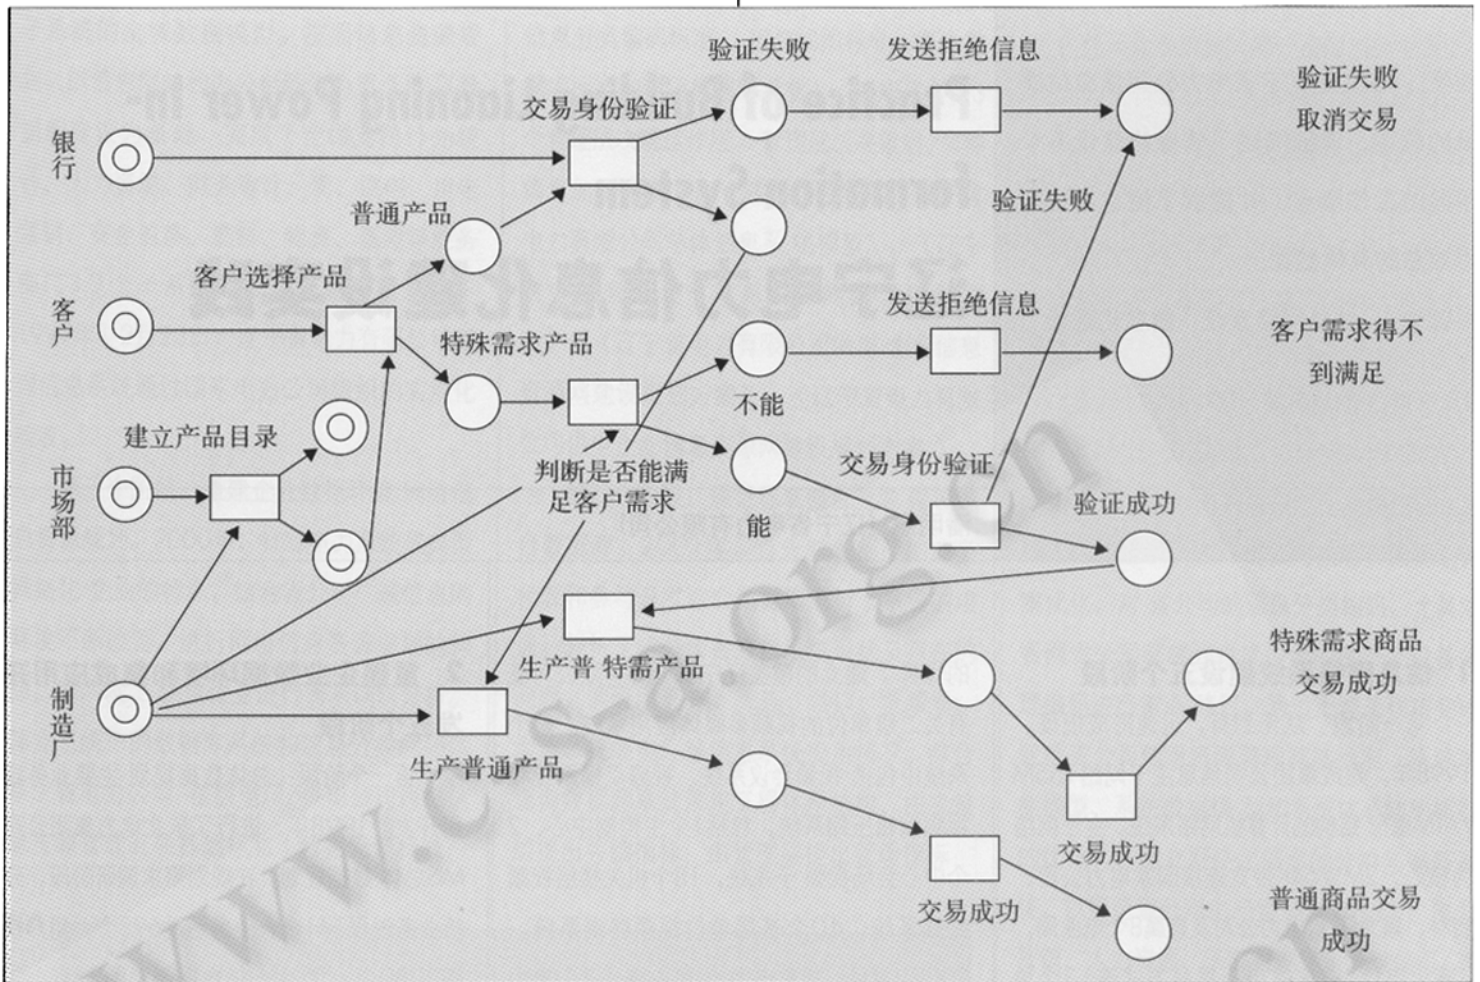 验证失败
发送拒绝信息
验证失败
取消交易
交易身份验证
银行
普通产品
验证失败
客户选择产品
客户
特殊需求产品
发送拒绝信息
客户需求得不
到满足
不能
建立产品目录
市场部
判断是否能满
足客户需求
交易身份验证
能
验证成功
生产普 特需产品
特殊需求商品
交易成功
制造厂
生产普通产品
交易成功
交易成功
普通商品交易
成功
www.c-s-a.org.cn
cn